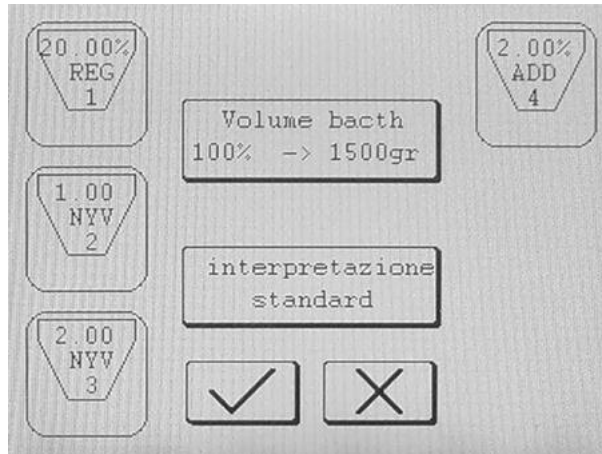 20.00%
REG
1
1.00
NYV
2
2.00
NYV
3
Volume bacth
100% -> 1500gr
interpretazione
standard
2.00%
ADD
4